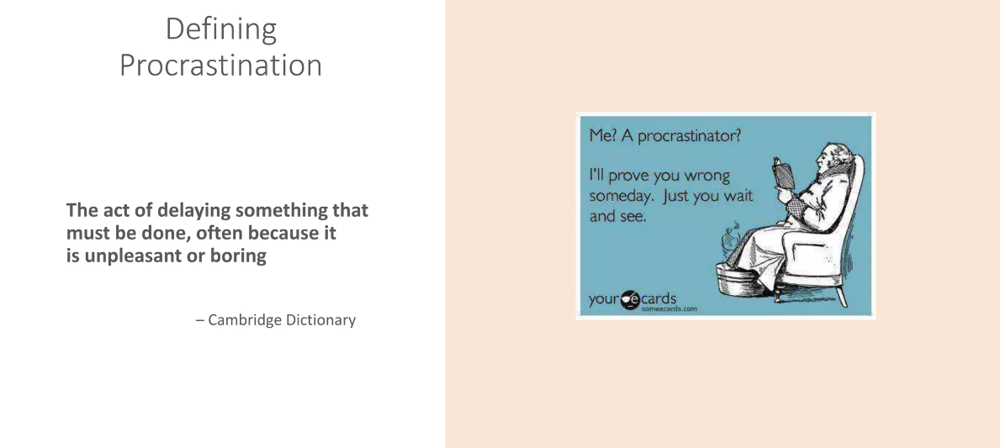 Defining
Procrastination
The act of delaying something that
must be done, often because it
is unpleasant or boring
– Cambridge Dictionary
Me? A procrastinator?
I'll prove you wrong
someday. Just you wait
and see.
your e cards
someecards.com